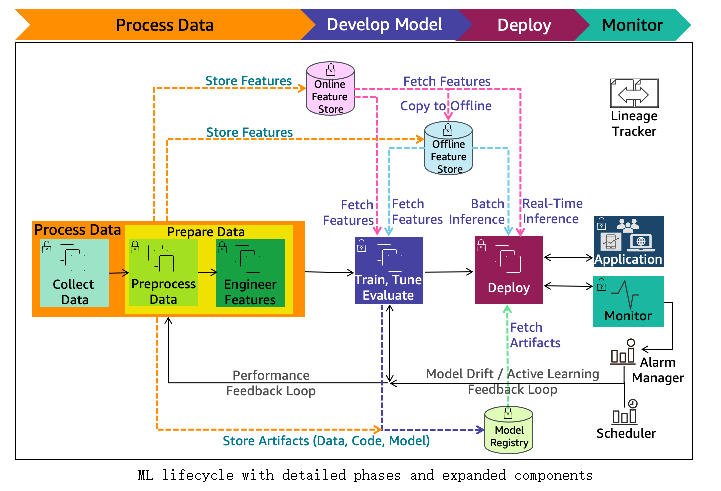 Process Data
Develop Model
Deploy
Monitor
Store Features
Online
Feature
Store
Fetch Features
Copy to Offline
Lineage
Tracker
Store Features
Offline
Feature
Store
Fetch
Features
Fetch
Features
Batch
Inference
Real-Time
Inference
Process Data
Prepare Data
Collect
Data
Preprocess
Data
Engineer
Features
Train, Tune
Evaluate
Deploy
Application
Monitor
Fetch
Artifacts
Performance
Feedback Loop
Model Drift / Active Learning
Feedback Loop
Alarm
Manager
Store Artifacts (Data, Code, Model)
Model
Registry
Scheduler
ML lifecycle with detailed phases and expanded components